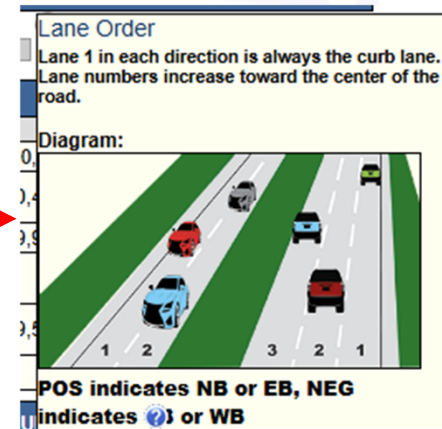 Lane Order
Lane 1 in each direction is always the curb lane.
Lane numbers increase toward the center of the
road.
Diagram:
1 2 3 2 1
POS indicates NB or EB, NEG
indicates or WB